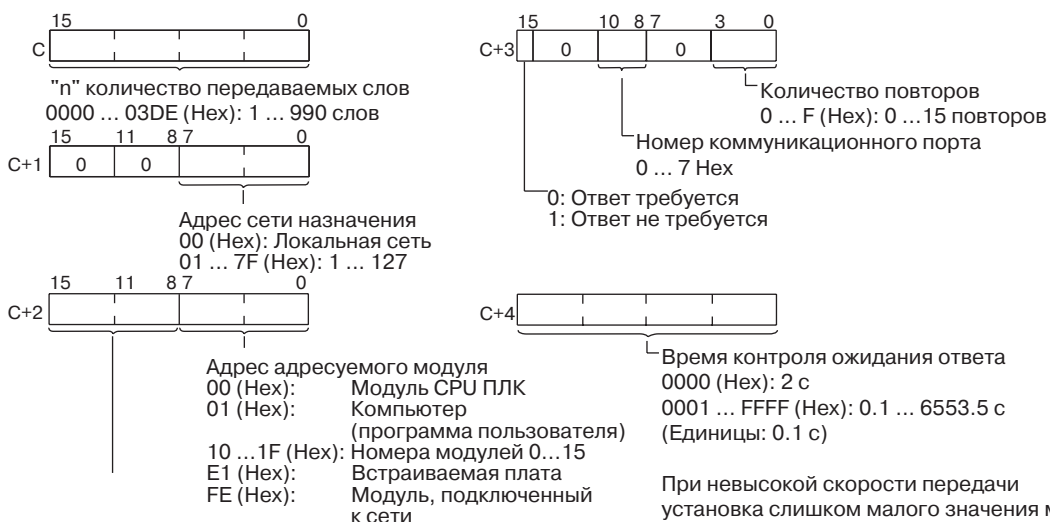 15 0
C
"n" количество передаваемых слов
0000 ... 03DE (Hex): 1 ... 990 слов
15 11 8 7 0
C+1 0 0
Адрес сети назначения
00 (Hex): Локальная сеть
01 ... 7F (Hex): 1 ... 127
15 11 8 7 0
C+2
Адрес адресуемого модуля
00 (Hex): Модуль CPU ПЛК
01 (Hex): Компьютер
(программа пользователя)
10 ...1F (Hex): Номера модулей 0...15
E1 (Hex): Встраиваемая плата
FE (Hex): Модуль, подключенный
к сети
15 10 8 7 3 0
C+3 0 0
Количество повторов
0 ... F (Hex): 0 ...15 повторов
Номер коммуникационного порта
0 ... 7 Hex
0: Ответ требуется
1: Ответ не требуется
C+4
Время контроля ожидания ответа
0000 (Hex): 2 с
0001 ... FFFF (Hex): 0.1 ... 6553.5 с
(Единицы: 0.1 с)
При невысокой скорости передачи
установка слишком малого значения